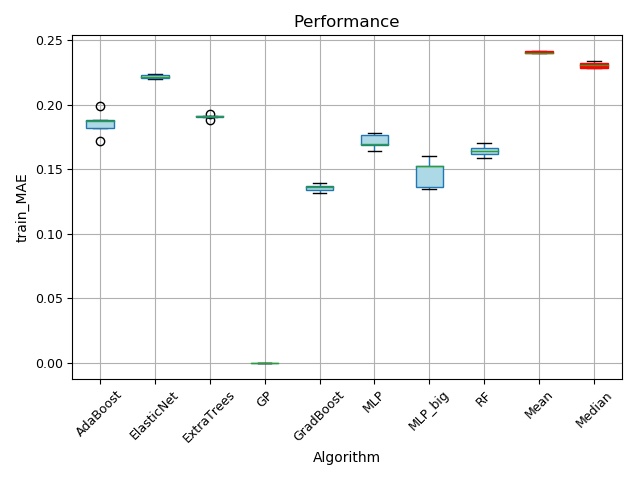 Performance
train_MAE
0.25
0.20
0.15
0.10
0.05
0.00
AdaBoost
ElasticNet
ExtraTrees
GP
GradBoost
MLP
MLP_big
RF
Mean
Median
Algorithm